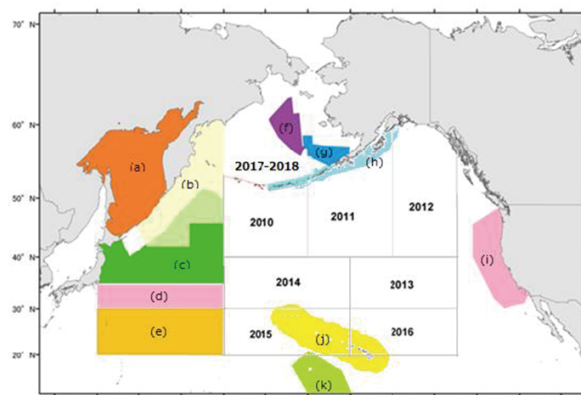 70° N
60° N
50° N
40° N
30° N
20° N
(a)
(b)
(c)
(d)
(e)
(f)
(g)
(h)
(i)
(j)
(k)
2017-2018
2010
2011
2012
2014
2013
2015
2016